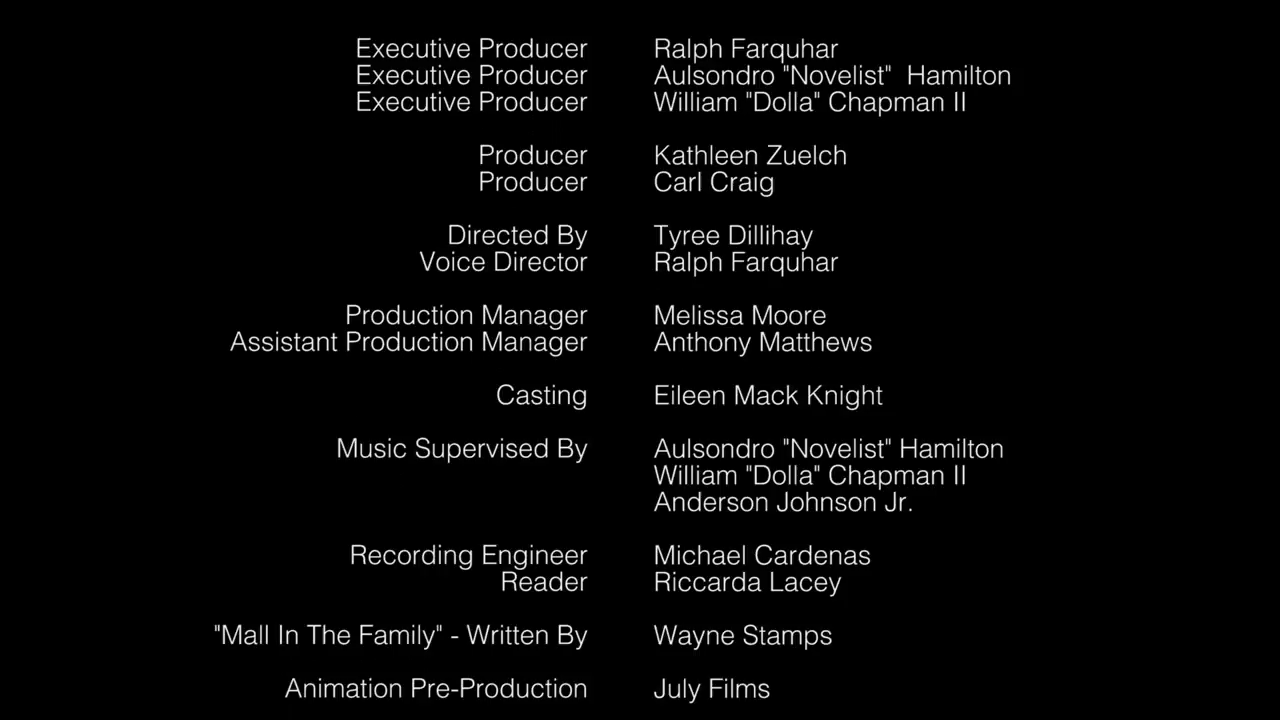 Executive Producer Ralph Farquhar
Executive Producer Aulsondro "Novelist"  Hamilton
Executive Producer William "Dolla" Chapman II
Producer Kathleen Zuelch
Producer Carl Craig
Directed By Tyree Dillihay
Voice Director Ralph Farquhar
Production Manager Melissa Moore
Assistant Production Manager Anthony Matthews
Casting Eileen Mack Knight
Music Supervised By Aulsondro "Novelist" Hamilton
William "Dolla" Chapman II
Anderson Johnson Jr.
Recording Engineer Michael Cardenas
Reader Riccarda Lacey
"Mall In The Family" - Written By Wayne Stamps
Animation Pre-Production July Films